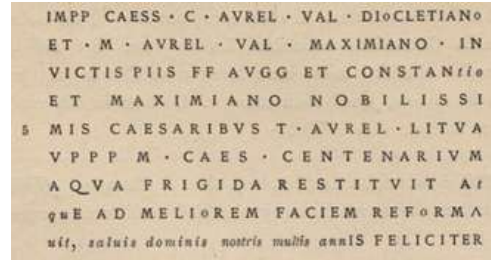 IMPP CAESS · C · AVREL · VAL · DIoCLETIANo
ET · M · AVREL · VAL · MAXIMIANO · IN
VICTIS PIIS FF AVGG ET CONSTANtio
ET MAXIMIANO NOBILISSI
5 MIS CAESARIBVS T · AVREL · LITVA
VPPP M · CAES · CENTENARIVM
AQVA FRIGIDA RESTITVIT At
quE AD MELIoREM FACIEM REFoRMA
uit, saluis dominis nostris multis annIS FELICITER